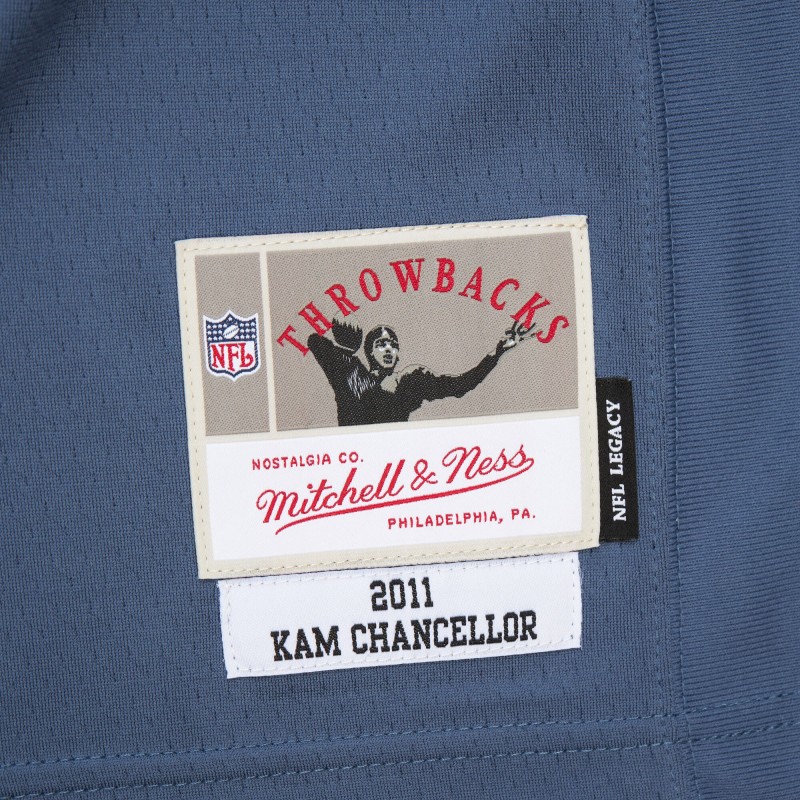 THROWBACKS
NFL
NOSTALGIA CO.
Mitchell & Ness
PHILADELPHIA, PA.
NFL LEGACY
2011
KAM CHANCELLOR